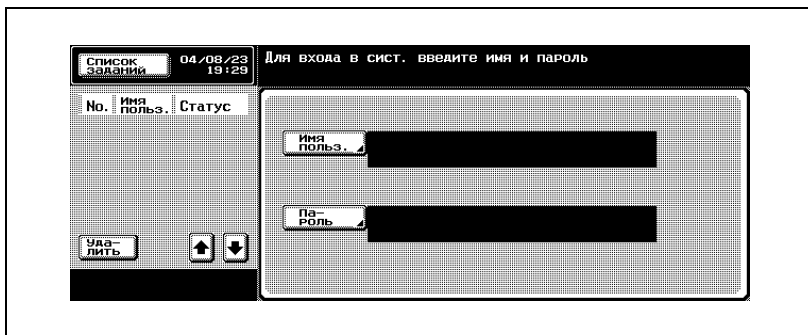 Список
заданий
04/08/23
19:29
Для входа в сист. введите имя и пароль
No.
Имя
польз.
Статус
Имя
польз.
Па-
роль
Уда-
лить